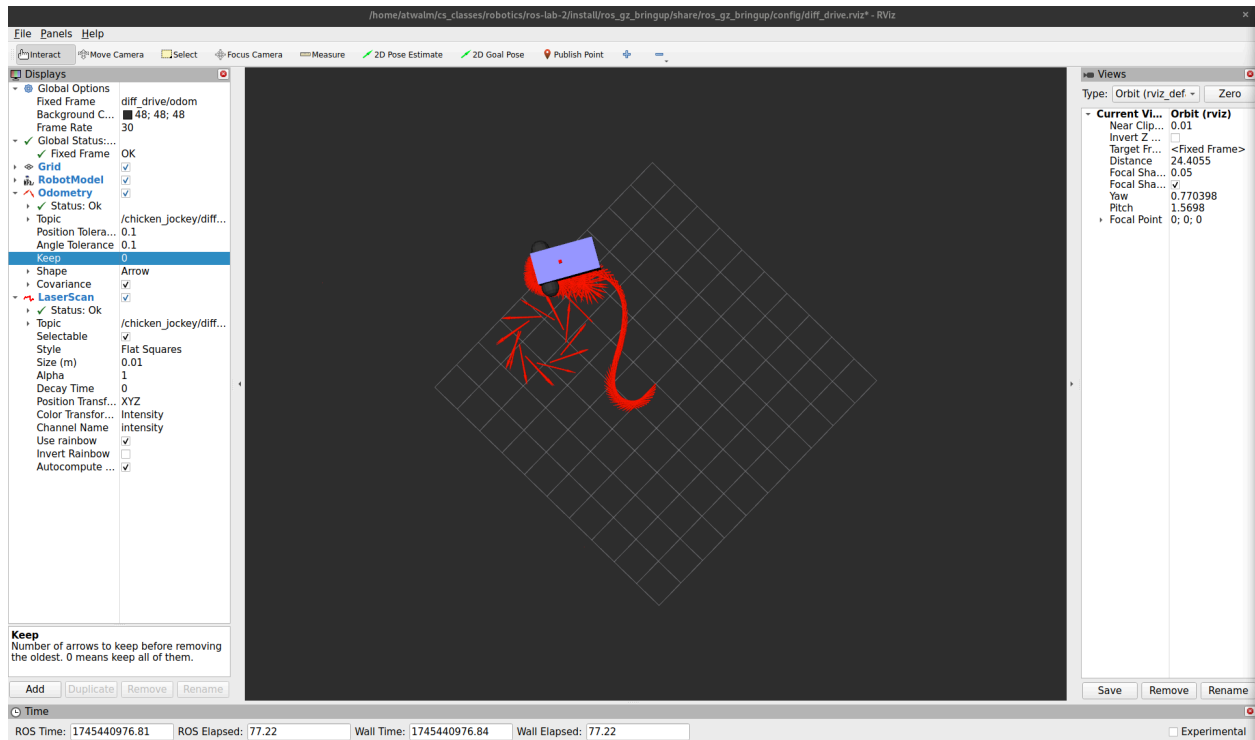 /home/atwalm/cs_classes/robotics/ros-lab-2/install/ros_gz_bringup/share/ros_gz_bringup/config/diff_drive.rviz* - RViz
File Panels Help
Interact Move Camera Select Focus Camera Measure 2D Pose Estimate 2D Goal Pose Publish Point
Displays
Global Options
Fixed Frame diff_drive/odom
Background C... 48; 48; 48
Frame Rate 30
Global Status:...
Fixed Frame OK
Grid
RobotModel
Odometry
Status: Ok
Topic /chicken_jockey/diff...
Position Tolera... 0.1
Angle Tolerance 0.1
Keep 0
Shape Arrow
Covariance
LaserScan
Status: Ok
Topic /chicken_jockey/diff...
Selectable
Style Flat Squares
Size (m) 0.01
Alpha 1
Decay Time 0
Position Transf... XYZ
Color Transfor... Intensity
Channel Name intensity
Use rainbow
Invert Rainbow
Autocompute ...
Keep
Number of arrows to keep before removing
the oldest. 0 means keep all of them.
Add Duplicate Remove Rename
Views
Type: Orbit (rviz_def Zero
Current Vi... Orbit (rviz)
Near Clip... 0.01
Invert Z ...
Target Fr... <Fixed Frame>
Distance 24.4055
Focal Sha... 0.05
Focal Sha...
Yaw 0.770398
Pitch 1.5698
Focal Point 0; 0; 0
Save Remove Rename
Time
ROS Time: 1745440976.81 ROS Elapsed: 77.22 Wall Time: 1745440976.84 Wall Elapsed: 77.22 Experimental